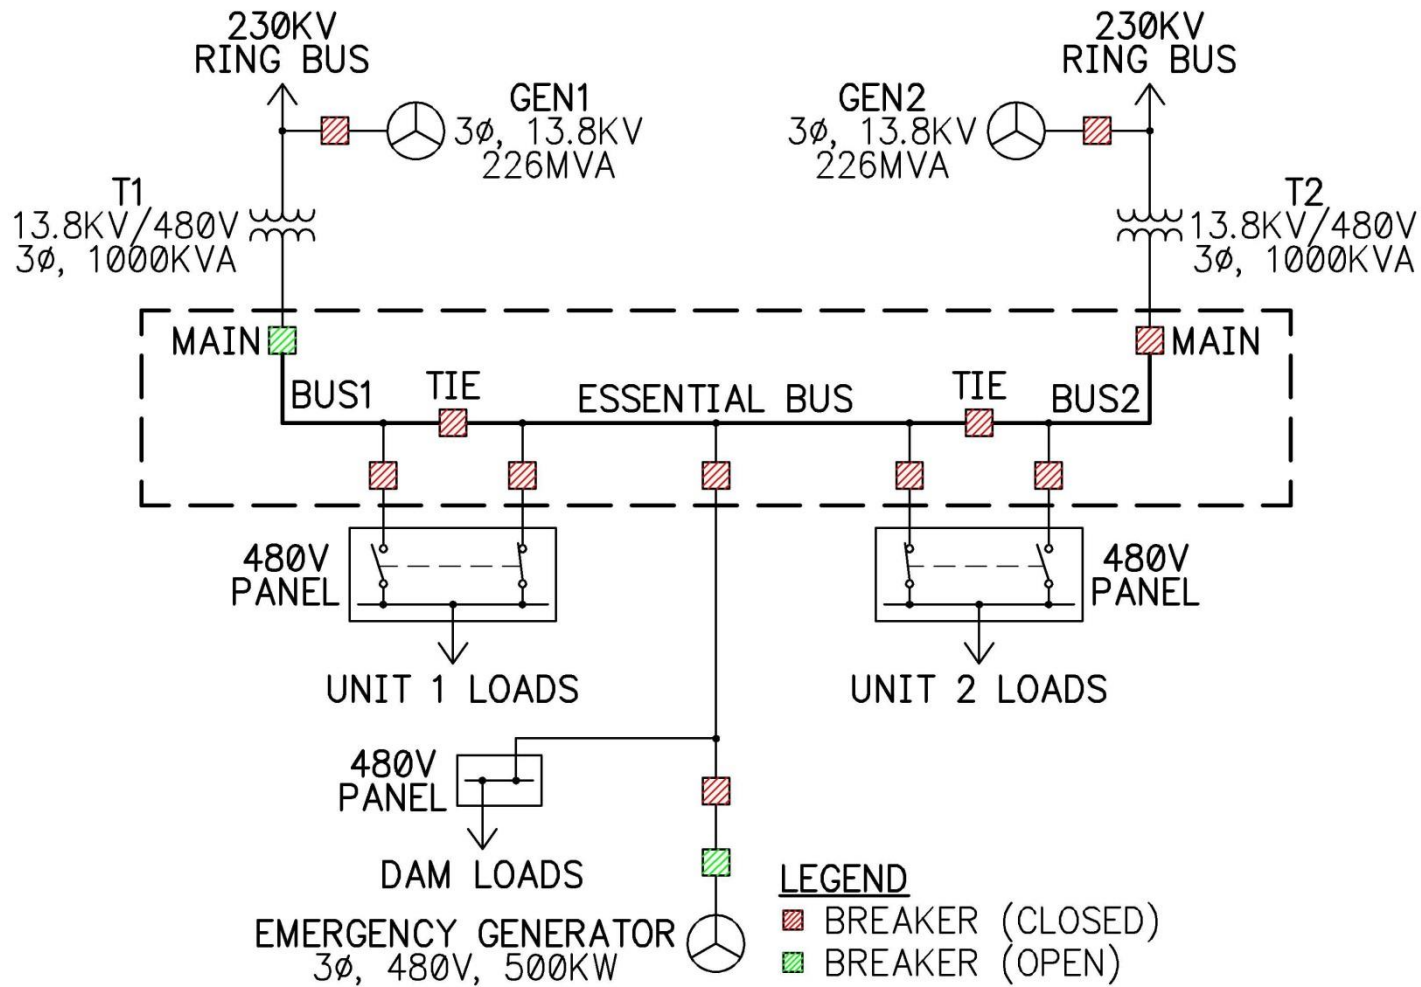 230KV
RING BUS
230KV
RING BUS
GEN1
3ø, 13.8KV
226MVA
GEN2
3ø, 13.8KV
226MVA
T1
13.8KV/480V
3ø, 1000KVA
T2
13.8KV/480V
3ø, 1000KVA
MAIN
MAIN
BUS1
TIE
ESSENTIAL BUS
TIE
BUS2
480V
PANEL
480V
PANEL
UNIT 1 LOADS
UNIT 2 LOADS
480V
PANEL
DAM LOADS
EMERGENCY GENERATOR
3ø, 480V, 500KW
LEGEND
BREAKER (CLOSED)
BREAKER (OPEN)